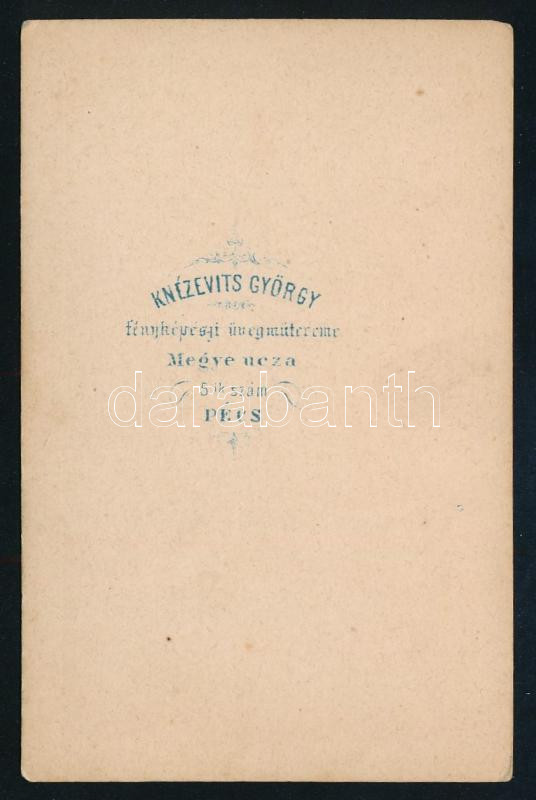 KNÉZEVITS GYÖRGY
fényképészi üvegműterme
Megye ucza
5-ik szám
PÉCS
darabanth